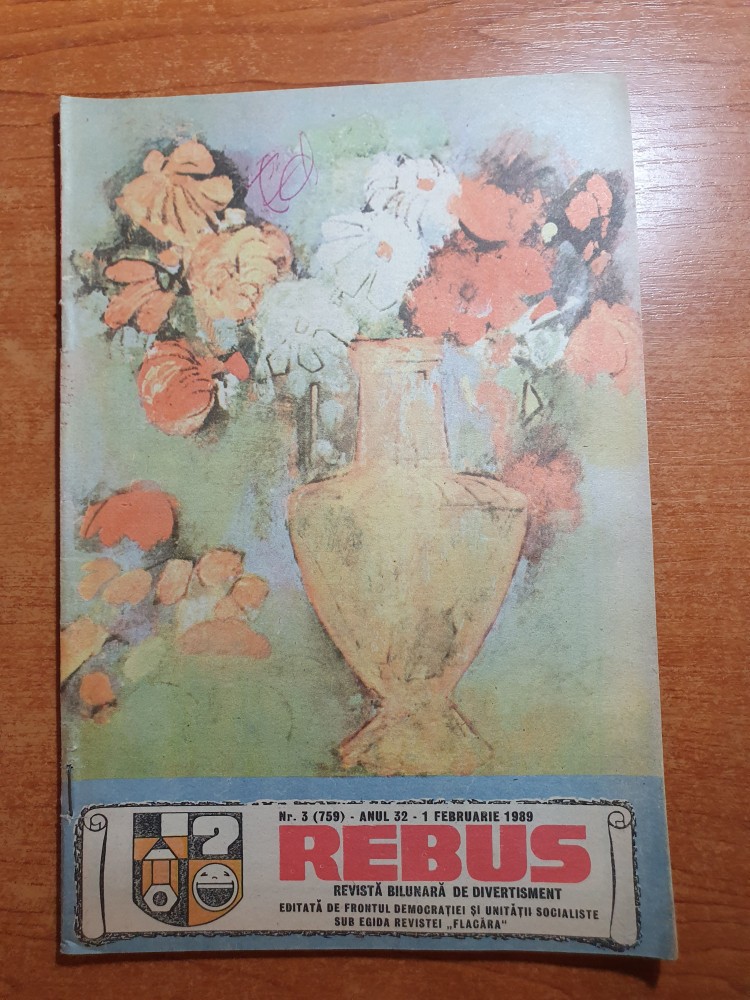 Nr. 3 (759) - ANUL 32 - 1 FEBRUARIE 1989
REBUS
REVISTĂ BILUNARĂ DE DIVERTISMENT
EDITATĂ DE FRONTUL DEMOCRAȚIEI ȘI UNITĂȚII SOCIALISTE
SUB EGIDA REVISTEI „FLACĂRA"